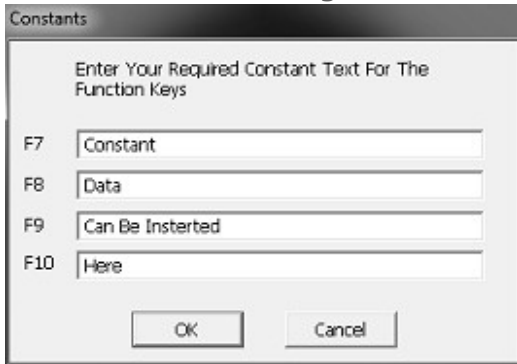 Constants
Enter Your Required Constant Text For The
Function Keys
F7 Constant
F8 Data
F9 Can Be Insterted
F10 Here
OK Cancel